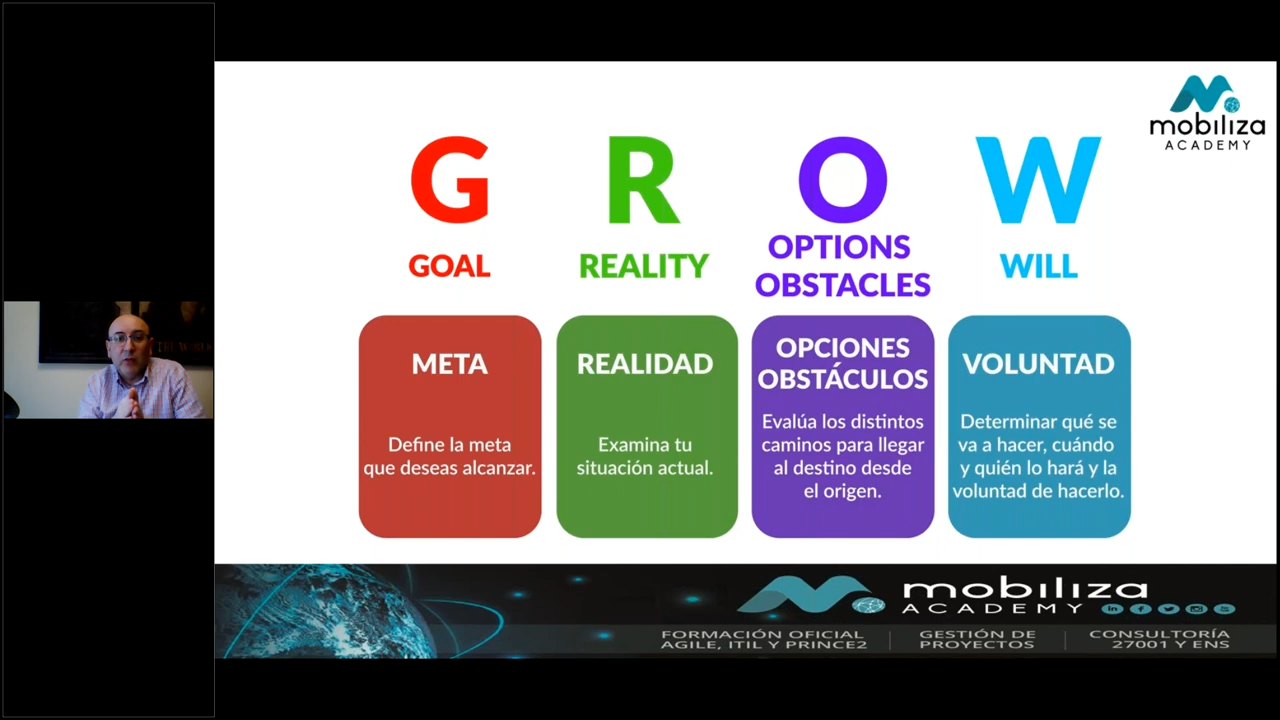 mobiliza
ACADEMY
G
R
O
W
GOAL
REALITY
OPTIONS
OBSTACLES
WILL
META
Define la meta
que deseas alcanzar.
REALIDAD
Examina tu
situación actual.
OPCIONES
OBSTÁCULOS
Evalúa los distintos
caminos para llegar
al destino desde
el origen.
VOLUNTAD
Determinar qué se
va a hacer, cuándo
y quién lo hará y la
voluntad de hacerlo.
mobiliza
ACADEMY
FORMACIÓN OFICIAL
AGILE, ITIL Y PRINCE2
GESTIÓN DE
PROYECTOS
CONSULTORÍA
27001 Y ENS